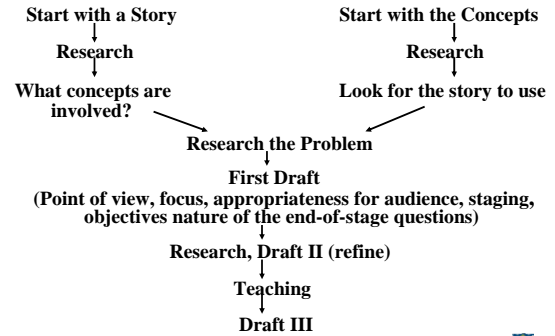 Start with a Story
Start with the Concepts
Research
Research
What concepts are
involved?
Look for the story to use
Research the Problem
First Draft
(Point of view, focus, appropriateness for audience, staging,
objectives nature of the end-of-stage questions)
Research, Draft II (refine)
Teaching
Draft III